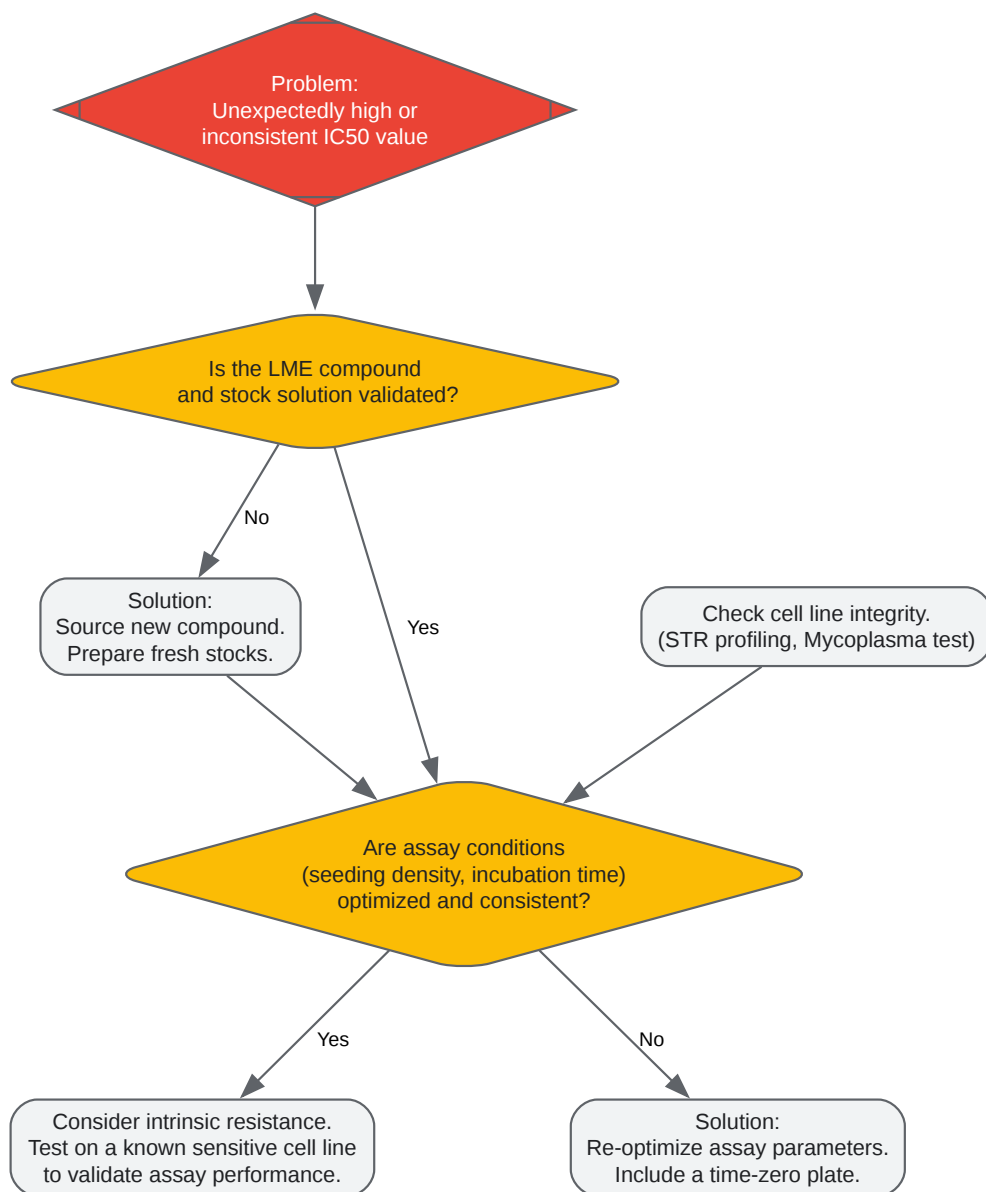 Problem:
Unexpectedly high or
inconsistent IC50 value
Is the LME compound
and stock solution validated?
No
Yes
Solution:
Source new compound.
Prepare fresh stocks.
Check cell line integrity.
(STR profiling, Mycoplasma test)
Are assay conditions
(seeding density, incubation time)
optimized and consistent?
Yes
No
Consider intrinsic resistance.
Test on a known sensitive cell line
to validate assay performance.
Solution:
Re-optimize assay parameters.
Include a time-zero plate.